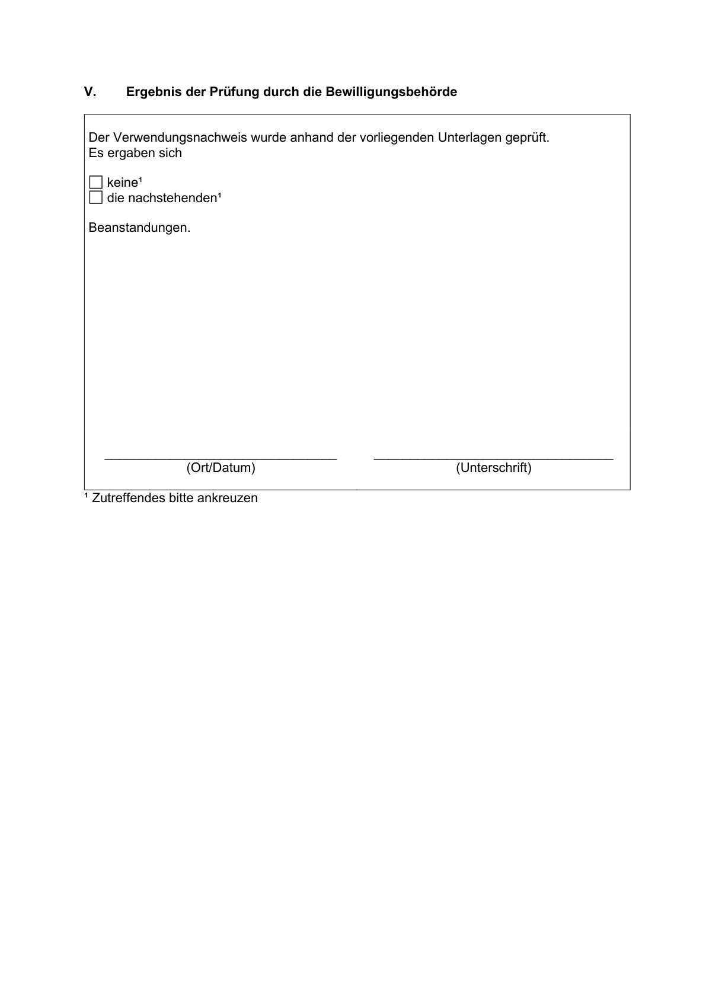 V. Ergebnis der Prüfung durch die Bewilligungsbehörde
Der Verwendungsnachweis wurde anhand der vorliegenden Unterlagen geprüft.
Es ergaben sich
keine¹
die nachstehenden¹
Beanstandungen.
(Ort/Datum) (Unterschrift)
¹ Zutreffendes bitte ankreuzen